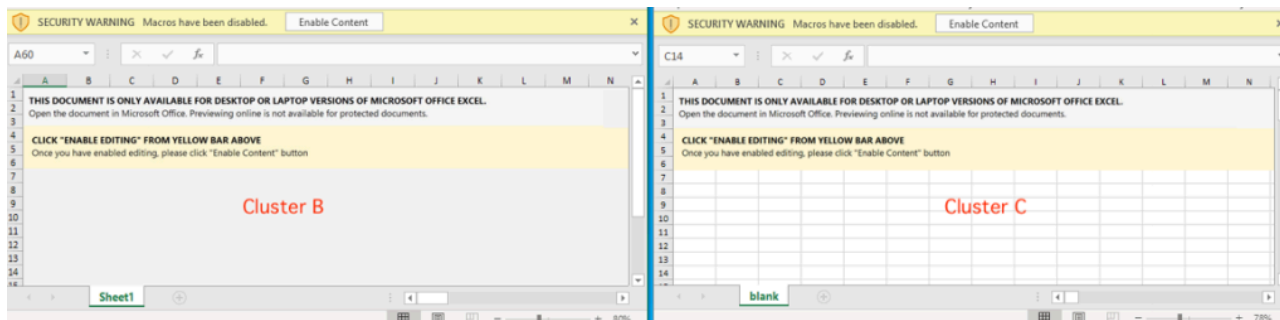 SECURITY WARNING Macros have been disabled. Enable Content
A60
A B C D E F G H I J K L M N
1
2
3
4
5
6
7
8
9
10
11
12
13
14
THIS DOCUMENT IS ONLY AVAILABLE FOR DESKTOP OR LAPTOP VERSIONS OF MICROSOFT OFFICE EXCEL.
Open the document in Microsoft Office. Previewing online is not available for protected documents.
CLICK "ENABLE EDITING" FROM YELLOW BAR ABOVE
Once you have enabled editing, please click "Enable Content" button
Cluster B
Sheet1
80%
SECURITY WARNING Macros have been disabled. Enable Content
C14
A B C D E F G H I J K L M N
1
2
3
4
5
6
7
8
9
10
11
12
13
14
THIS DOCUMENT IS ONLY AVAILABLE FOR DESKTOP OR LAPTOP VERSIONS OF MICROSOFT OFFICE EXCEL.
Open the document in Microsoft Office. Previewing online is not available for protected documents.
CLICK "ENABLE EDITING" FROM YELLOW BAR ABOVE
Once you have enabled editing, please click "Enable Content" button
Cluster C
blank
78%